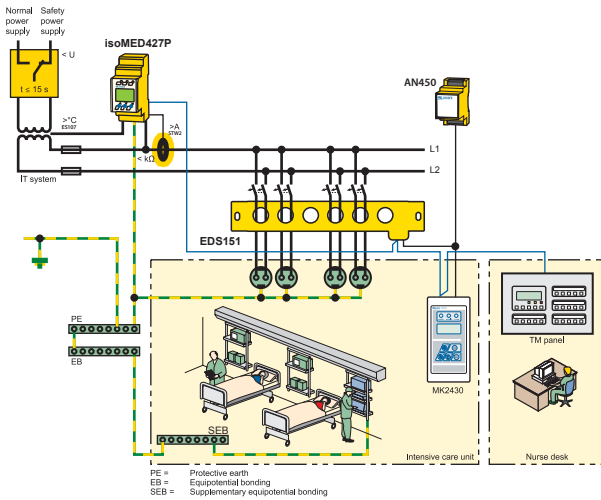 Normal power supply
Safety power supply
< U
t ≤ 15 s
isoMED427P
AN450
>°C
ES107
>A
STW2
< kΩ
L1
L2
IT system
EDS151
PE
EB
SEB
MK2430
TM panel
Intensive care unit
Nurse desk
PE = Protective earth
EB = Equipotential bonding
SEB = Supplementary equipotential bonding